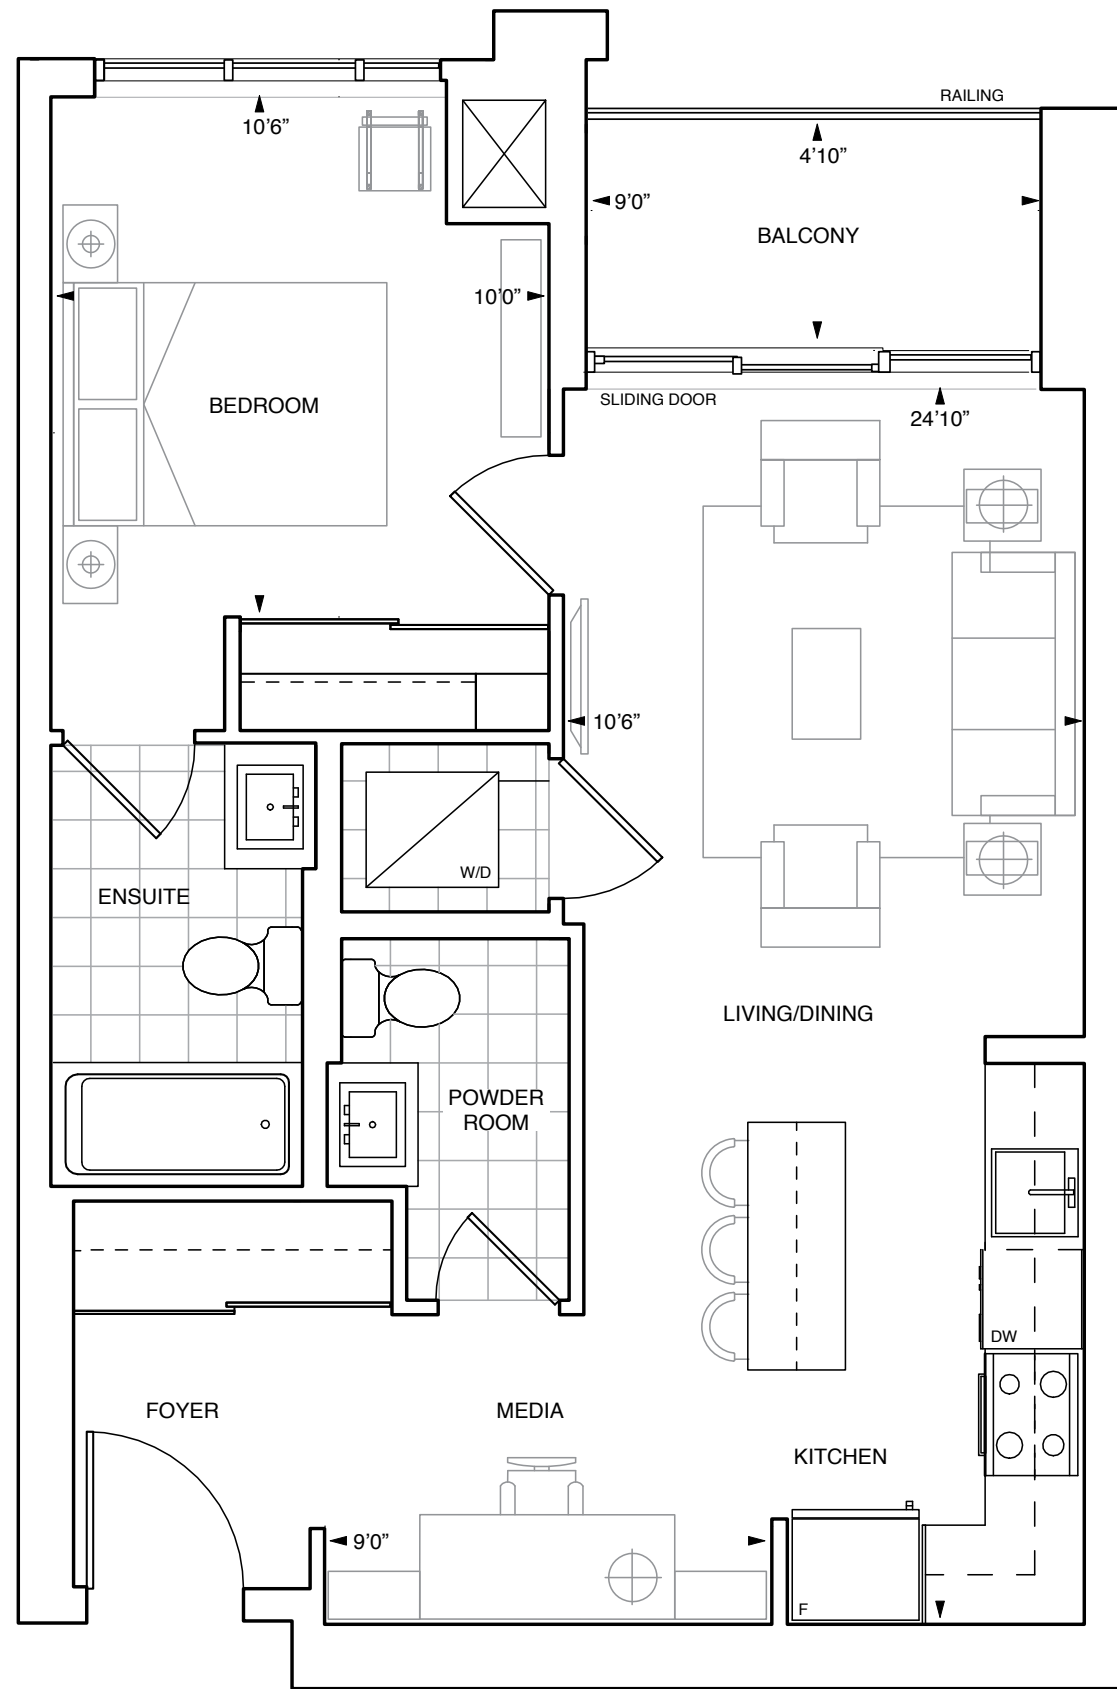 RAILING
10’6”
4’10”
9’0”
BALCONY
10’0”
SLIDING DOOR
BEDROOM
24’10”
10’6”
W/D
ENSUITE
LIVING/DINING
POWDER
ROOM
DW
FOYER
MEDIA
KITCHEN
9’0”
F